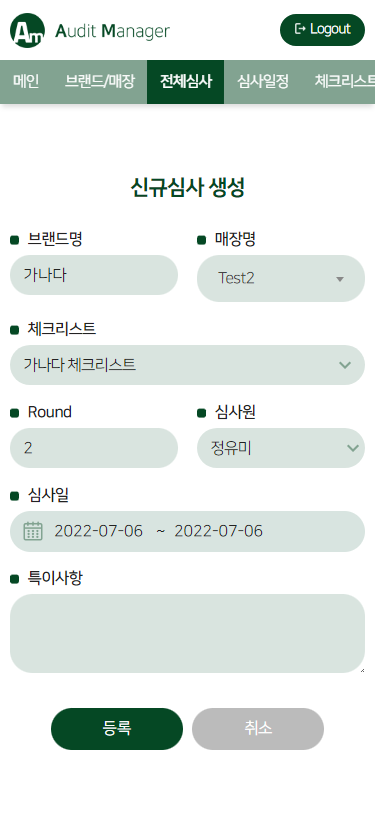 Am Audit Manager Logout
메인 브랜드/매장 전체심사 심사일정 체크리스트
신규심사 생성
브랜드명 매장명
가나다 Test2
체크리스트
가나다 체크리스트
Round 심사원
2 정유미
심사일
2022-07-06 ~ 2022-07-06
특이사항
등록 취소